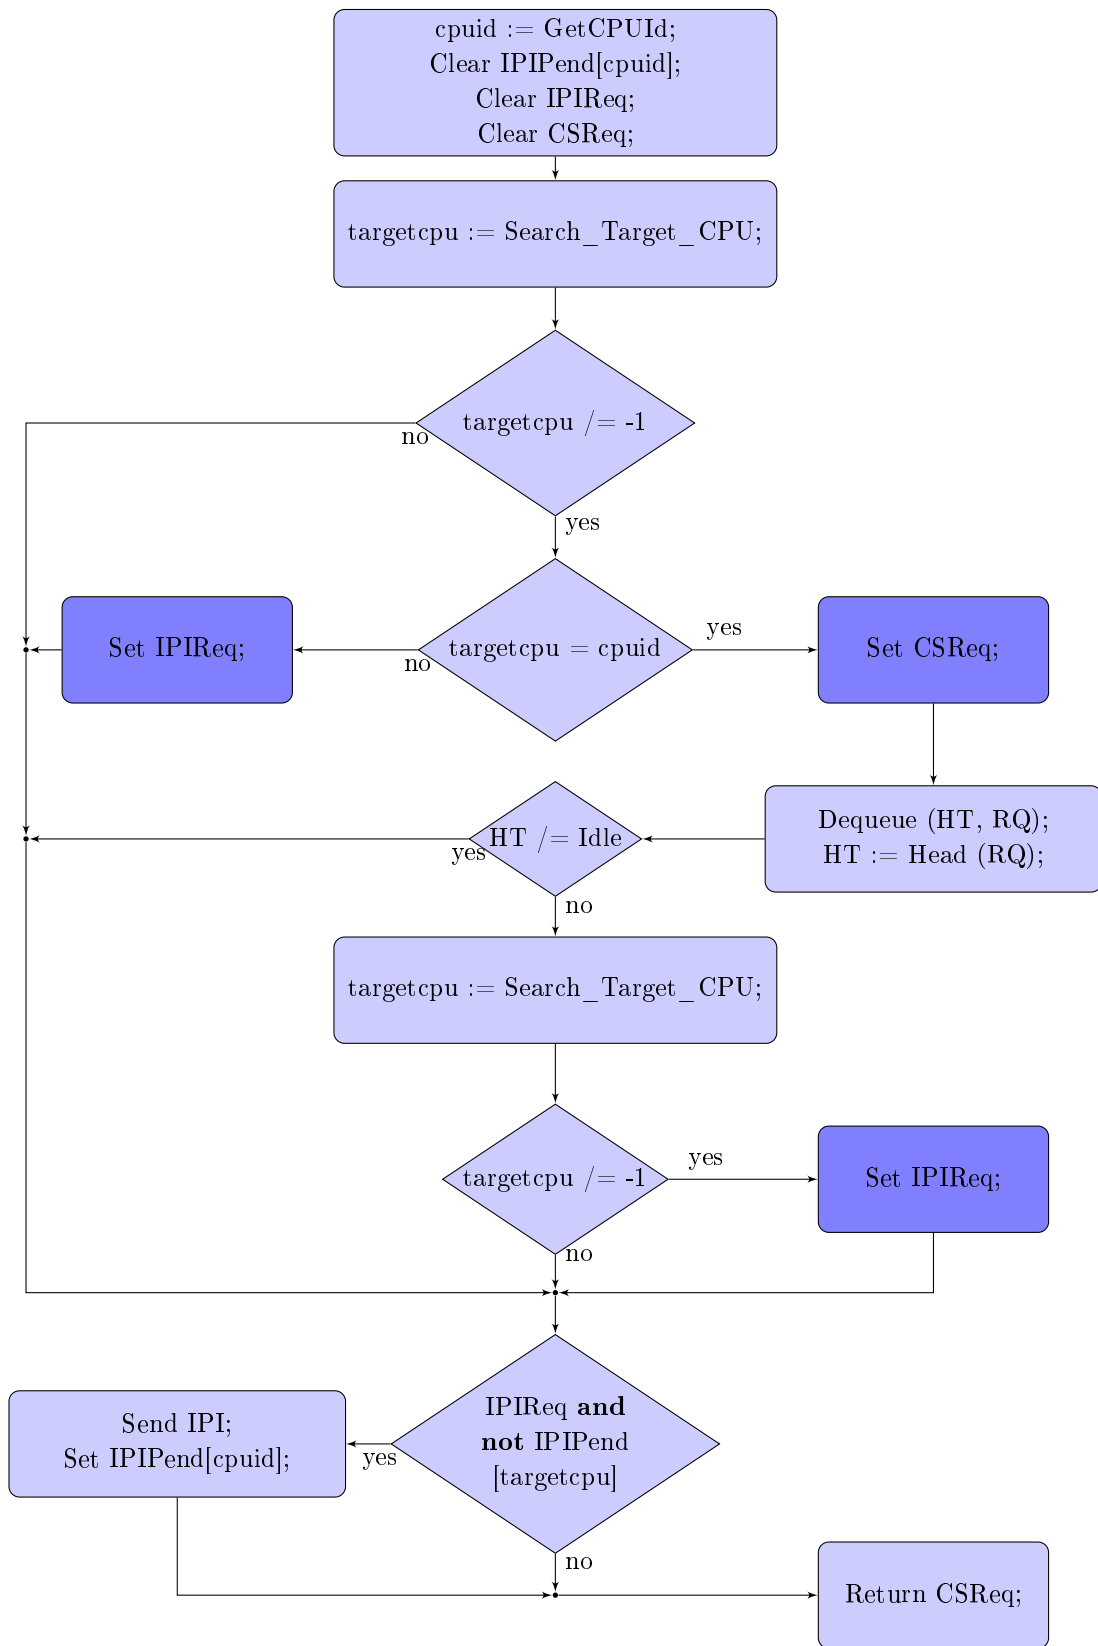 cpuid := GetCPUId;
Clear IPIPend[cpuid];
Clear IPIReq;
Clear CSReq;
targetcpu := Search_Target_CPU;
targetcpu /= -1
no
yes
Set IPIReq;
targetcpu = cpuid
no
yes
Set CSReq;
HT /= Idle
yes
no
Dequeue (HT, RQ);
HT := Head (RQ);
targetcpu := Search_Target_CPU;
targetcpu /= -1
yes
no
Set IPIReq;
IPIReq and
not IPIPend
[targetcpu]
yes
no
Send IPI;
Set IPIPend[cpuid];
Return CSReq;